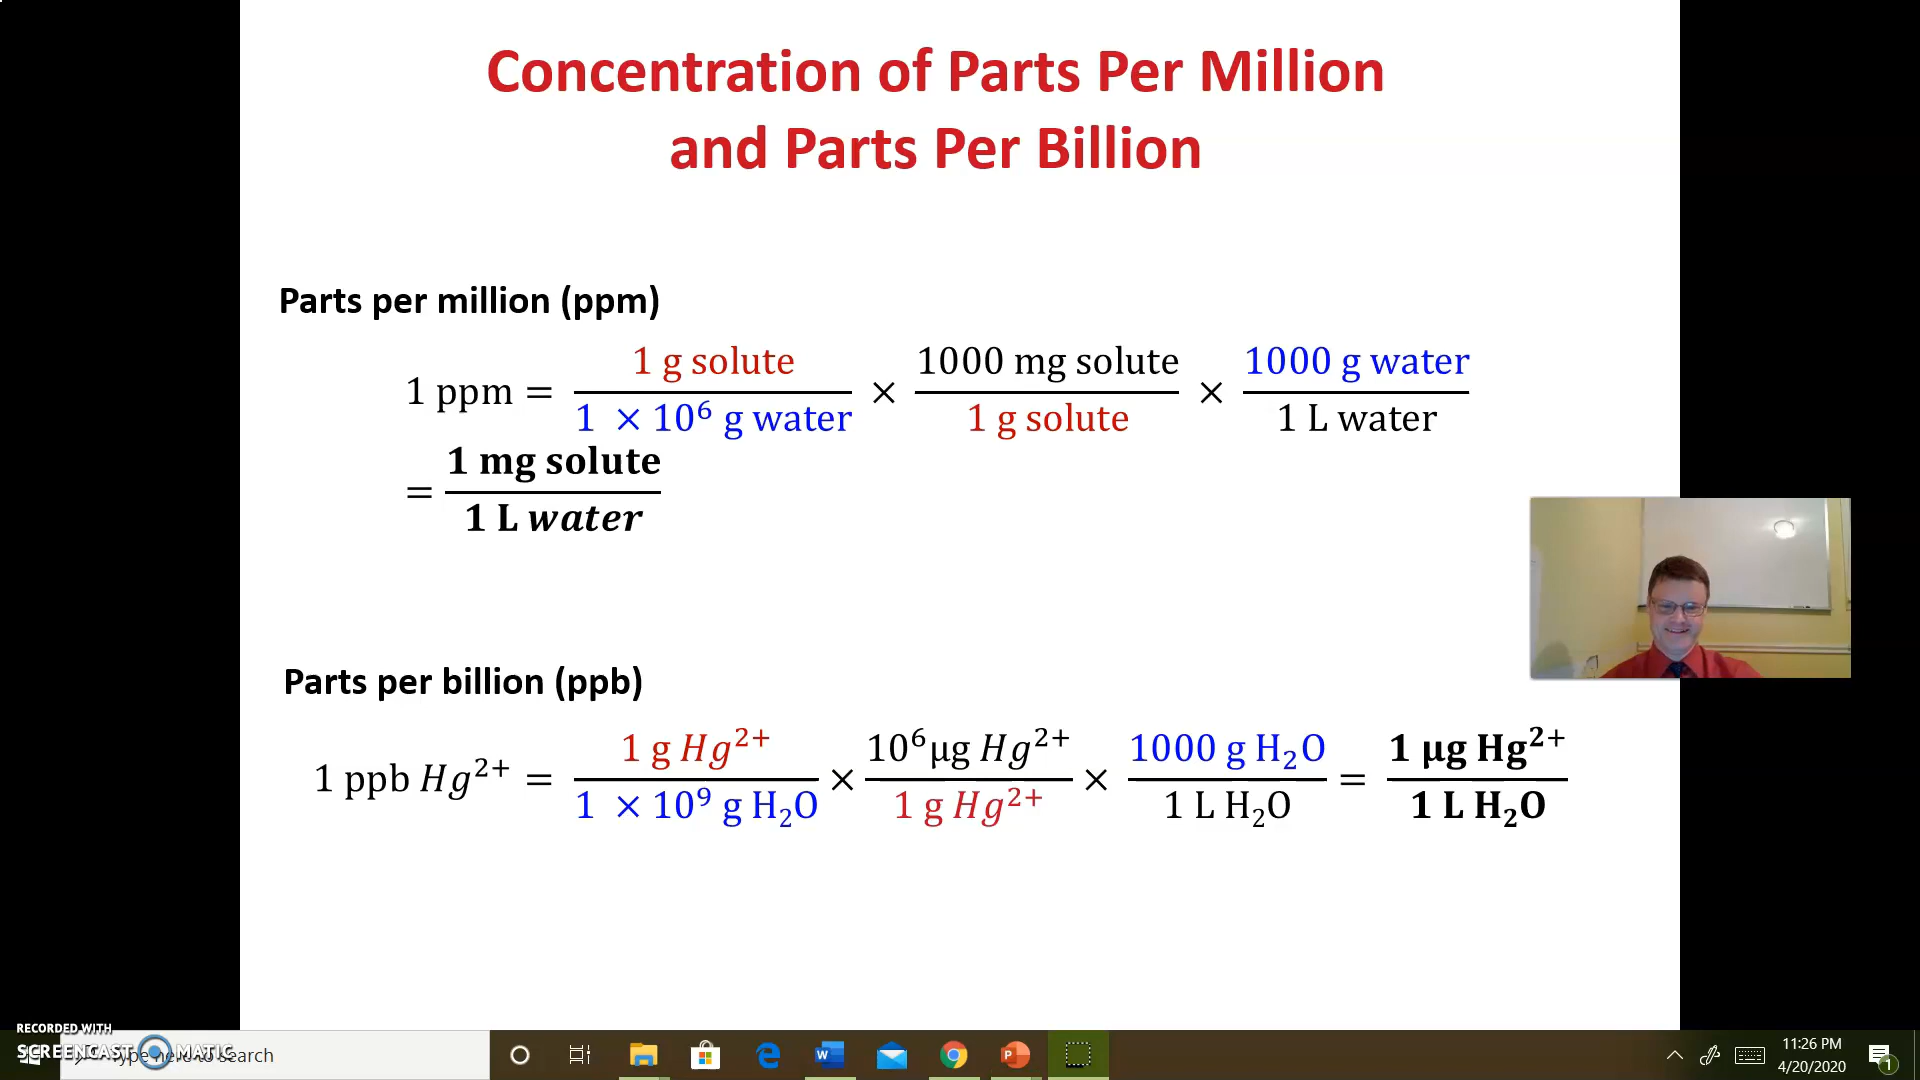 Concentration of Parts Per Million
and Parts Per Billion
Parts per million (ppm)
1 ppm = 1 g solute / 1 × 10⁶ g water × 1000 mg solute / 1 g solute × 1000 g water / 1 L water
= 1 mg solute / 1 L water
Parts per billion (ppb)
1 ppb Hg²⁺ = 1 g Hg²⁺ / 1 × 10⁹ g H₂O × 10⁶μg Hg²⁺ / 1 g Hg²⁺ × 1000 g H₂O / 1 L H₂O = 1 μg Hg²⁺ / 1 L H₂O
RECORDED WITH
SCREENCAST MATIC
Type here to search
11:26 PM
4/20/2020
1